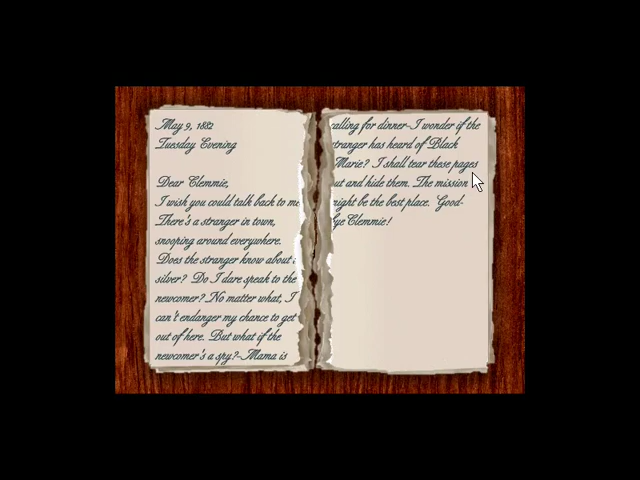 May 9, 1882
Tuesday Evening
Dear Clemmie,
I wish you could talk back to me
There's a stranger in town,
snooping around everywhere.
Does the stranger know about
silver? Do I dare speak to the
newcomer? No matter what, I
can't endanger my chance to get
out of here. But what if the
newcomer's a spy?-Mama is
calling for dinner-I wonder if the
stranger has heard of Black
Marie? I shall tear these pages
out and hide them. The mission
might be the best place. Good-
bye Clemmie!